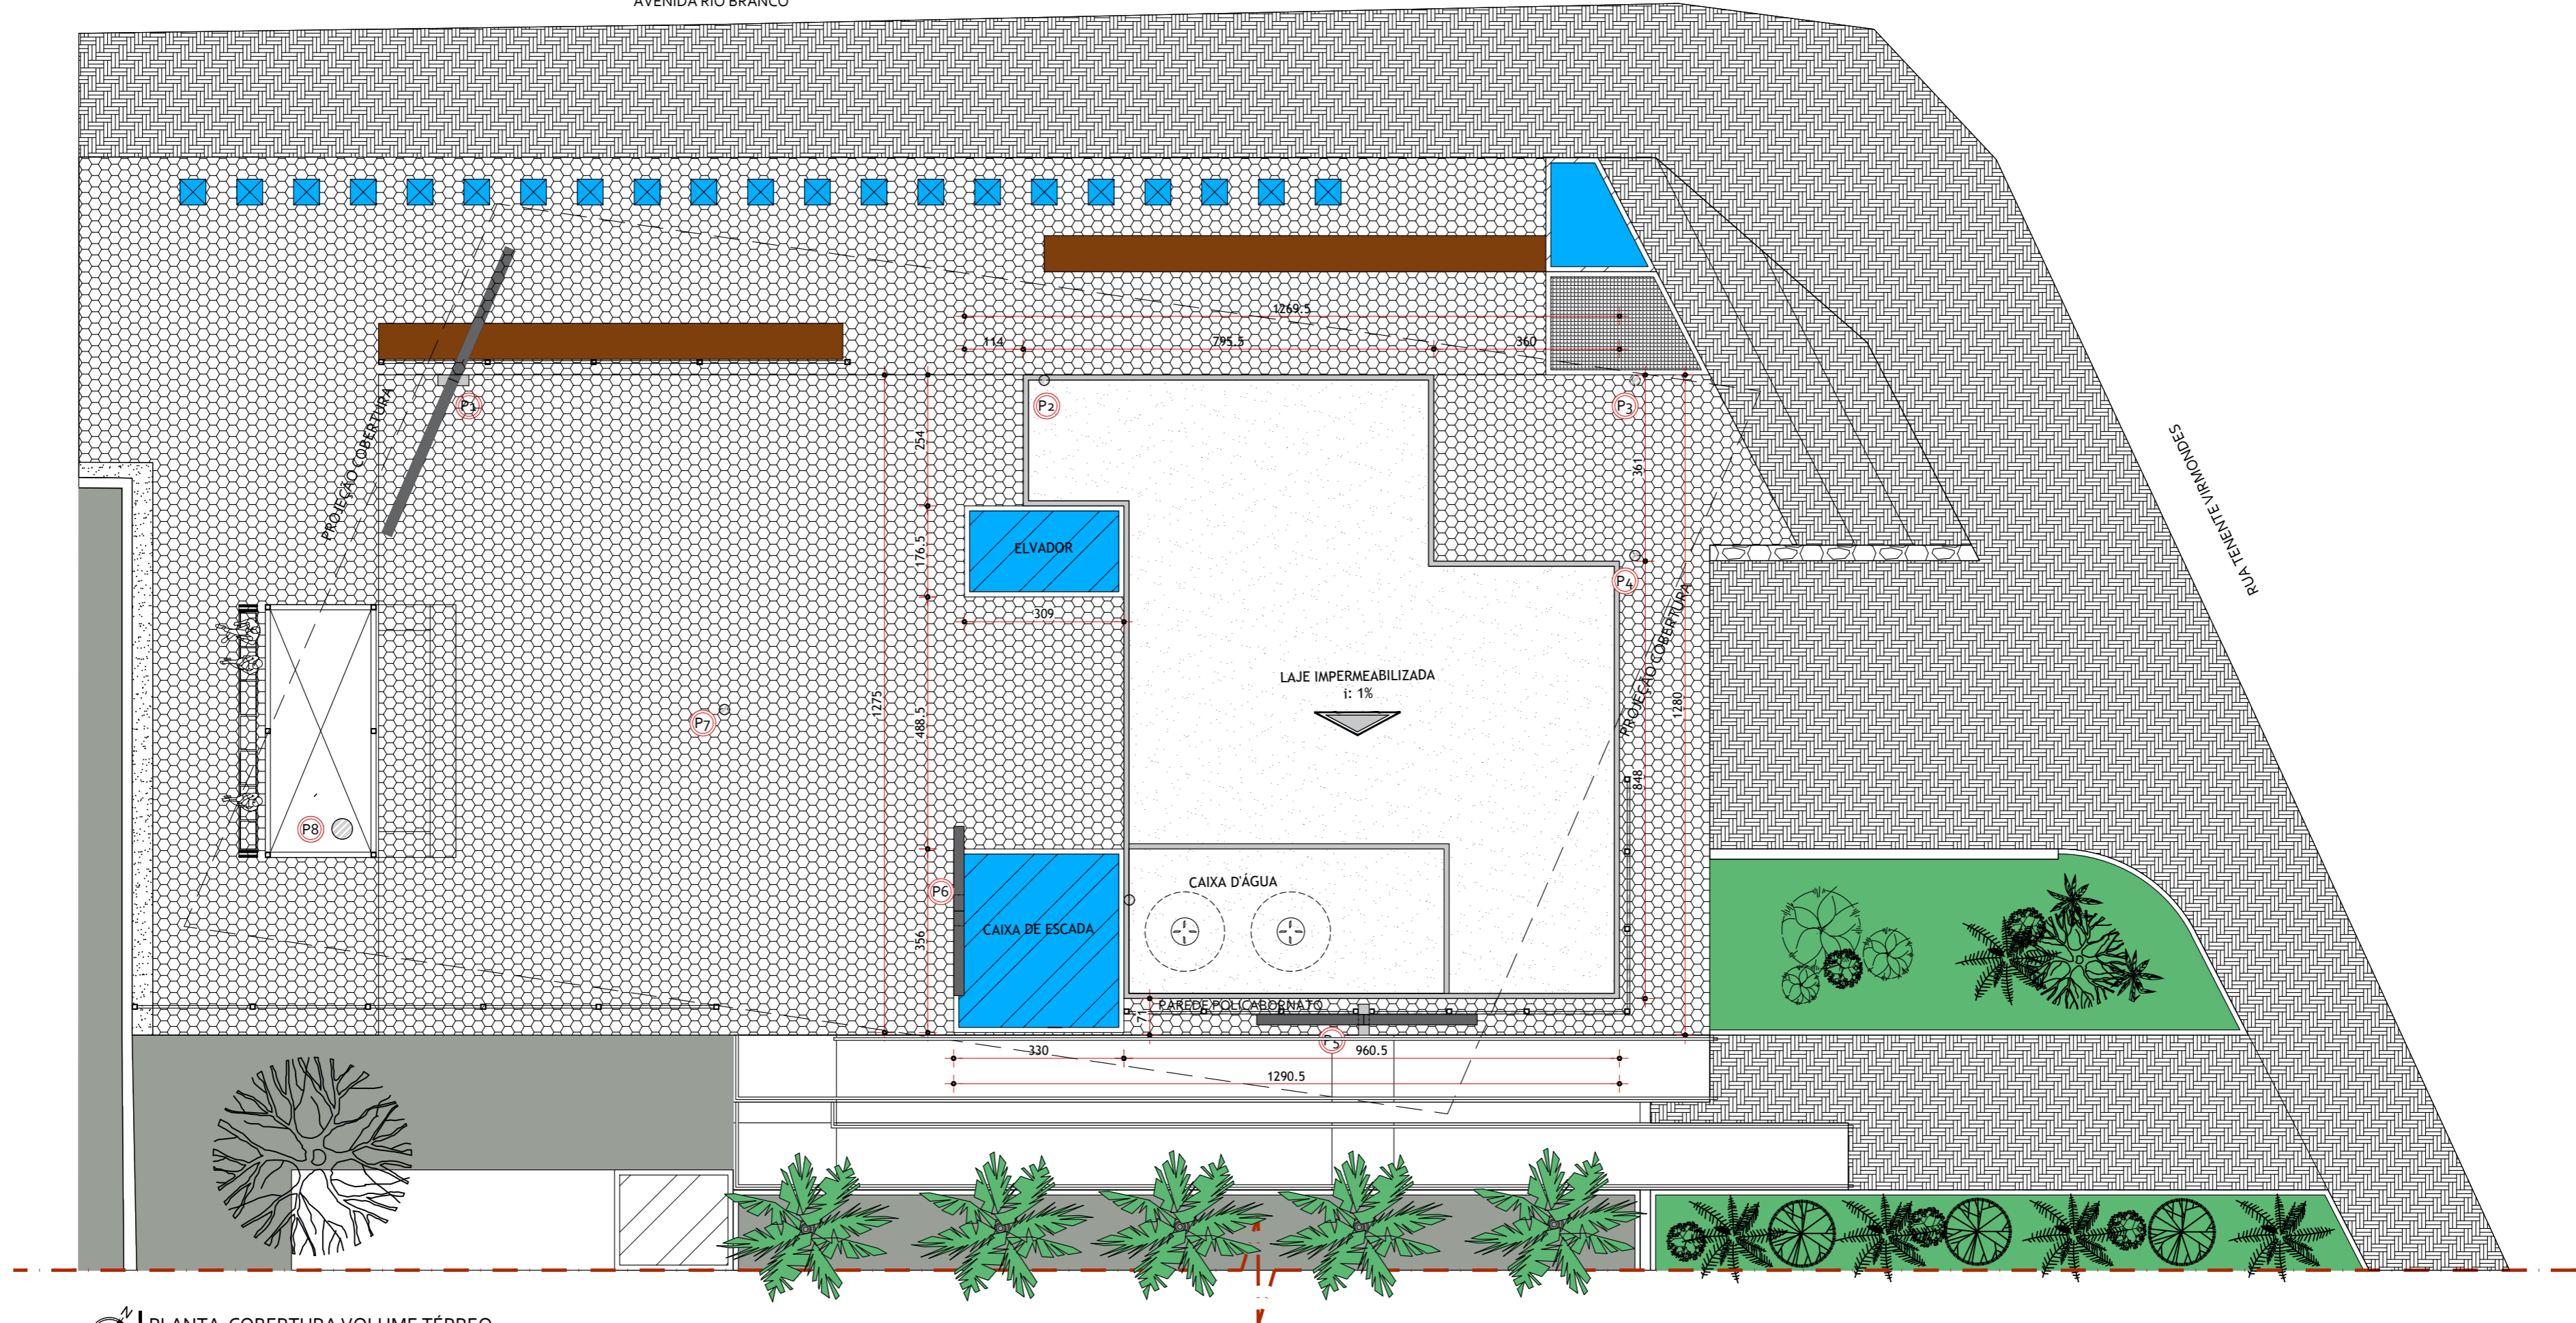 AVENIDA RIO BRANCO
1269.5
114
795.5
360
P1
P2
P3
PROJEÇÃO COBERTURA
254
361
RUA TENENTE VIRMONDES
176.5
ELVADOR
P4
309
PROJEÇÃO COBERTURA
LAJE IMPERMEABILIZADA
i: 1%
1275
488.5
1280
P7
848
P8
P6
CAIXA D'ÁGUA
356
CAIXA DE ESCADA
PAREDE POLICABORNATO
71
P5
330
960.5
1290.5
N
PLANTA COBERTURA VOLUME TÉRREO